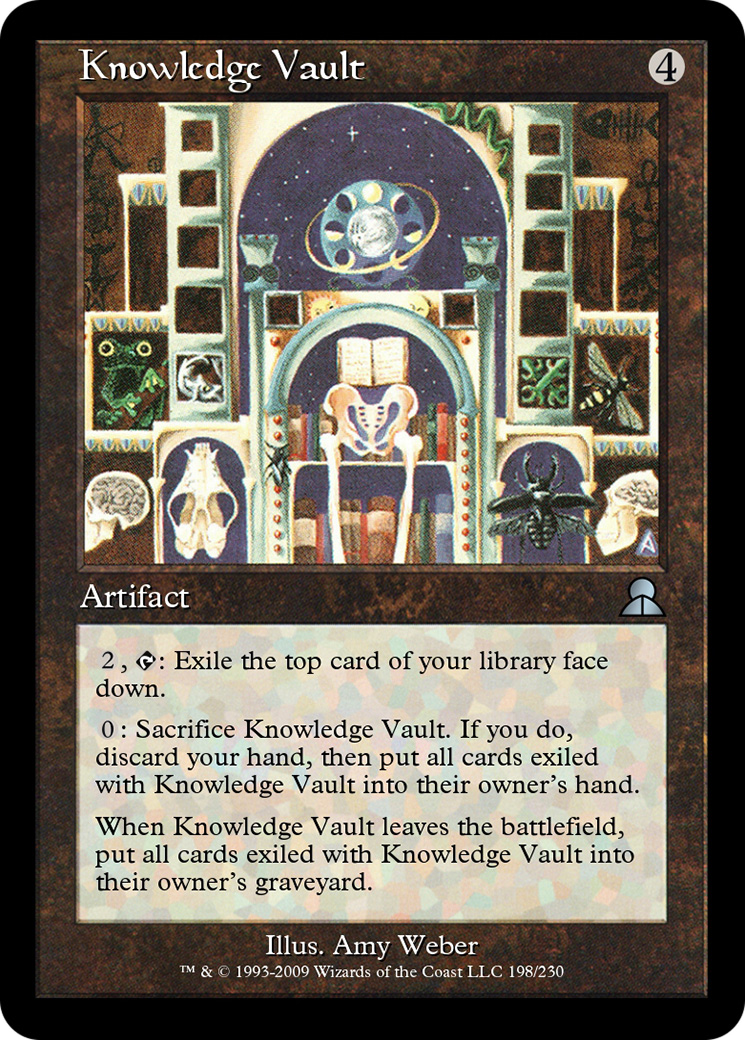 Knowledge Vault 4
Artifact
2, : Exile the top card of your library face
down.
0: Sacrifice Knowledge Vault. If you do,
discard your hand, then put all cards exiled
with Knowledge Vault into their owner's hand.
When Knowledge Vault leaves the battlefield,
put all cards exiled with Knowledge Vault into
their owner's graveyard.
Illus. Amy Weber
™ & © 1993-2009 Wizards of the Coast LLC 198/230